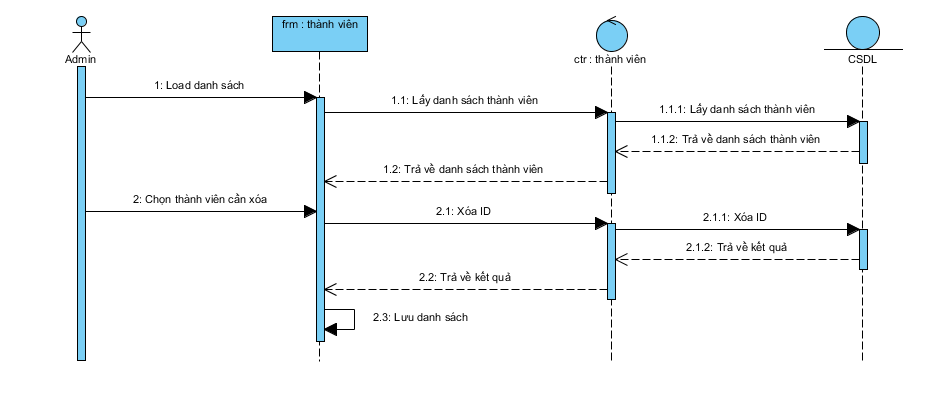 frm : thành viên
Admin
ctr : thành viên
CSDL
1: Load danh sách
1.1: Lấy danh sách thành viên
1.1.1: Lấy danh sách thành viên
1.1.2: Trả về danh sách thành viên
1.2: Trả về danh sách thành viên
2: Chọn thành viên cần xóa
2.1: Xóa ID
2.1.1: Xóa ID
2.1.2: Trả về kết quả
2.2: Trả về kết quả
2.3: Lưu danh sách